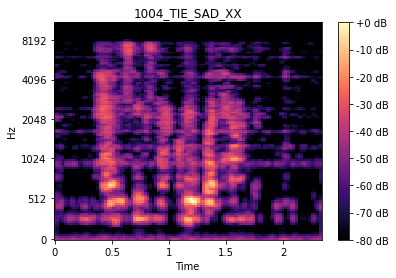 1004_TIE_SAD_XX
+0 dB
8192
-10 dB
4096
-20 dB
-30 dB
2048
Hz
-40 dB
1024
-50 dB
-60 dB
512
-70 dB
0
-80 dB
0 0.5 1 1.5 2
Time